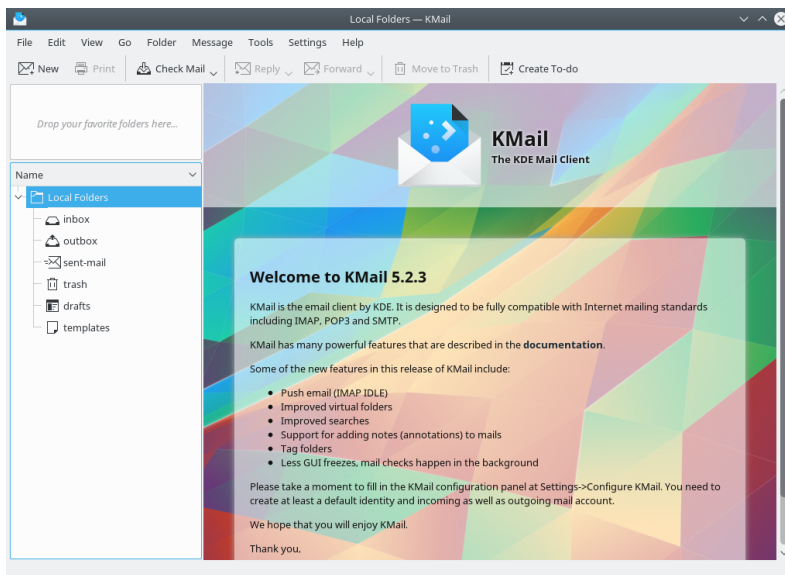 Local Folders — KMail
File Edit View Go Folder Message Tools Settings Help
New Print Check Mail Reply Forward Move to Trash Create To-do
Drop your favorite folders here...
Name
Local Folders
inbox
outbox
sent-mail
trash
drafts
templates
KMail
The KDE Mail Client
Welcome to KMail 5.2.3
KMail is the email client by KDE. It is designed to be fully compatible with Internet mailing standards
including IMAP, POP3 and SMTP.
KMail has many powerful features that are described in the documentation.
Some of the new features in this release of KMail include:
Push email (IMAP IDLE)
Improved virtual folders
Improved searches
Support for adding notes (annotations) to mails
Tag folders
Less GUI freezes, mail checks happen in the background
Please take a moment to fill in the KMail configuration panel at Settings->Configure KMail. You need to
create at least a default identity and incoming as well as outgoing mail account.
We hope that you will enjoy KMail.
Thank you,